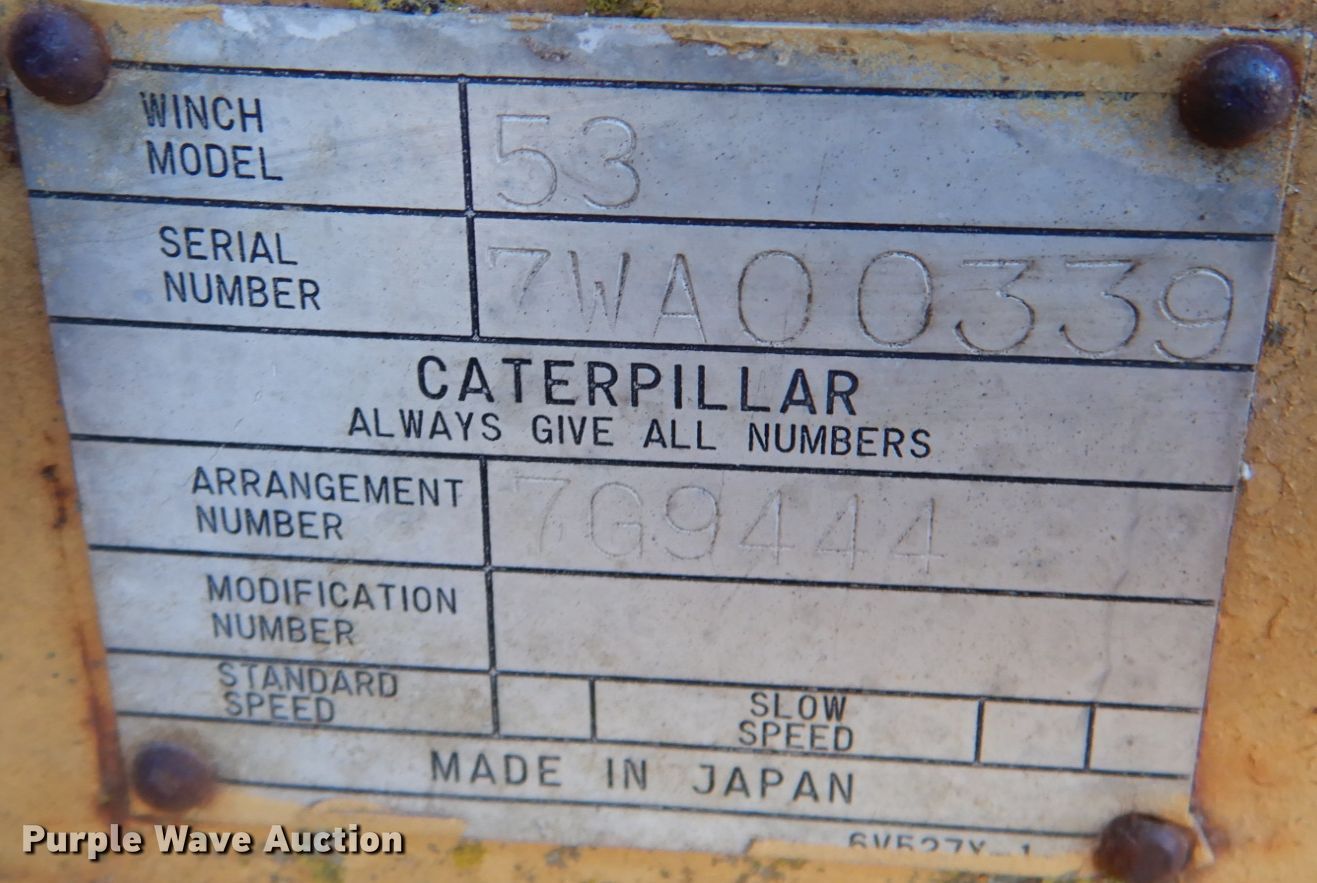 WINCH
MODEL
53
SERIAL
NUMBER
7WA00339
CATERPILLAR
ALWAYS GIVE ALL NUMBERS
ARRANGEMENT
NUMBER
7G9444
MODIFICATION
NUMBER
STANDARD
SPEED
SLOW
SPEED
MADE IN JAPAN
Purple Wave Auction